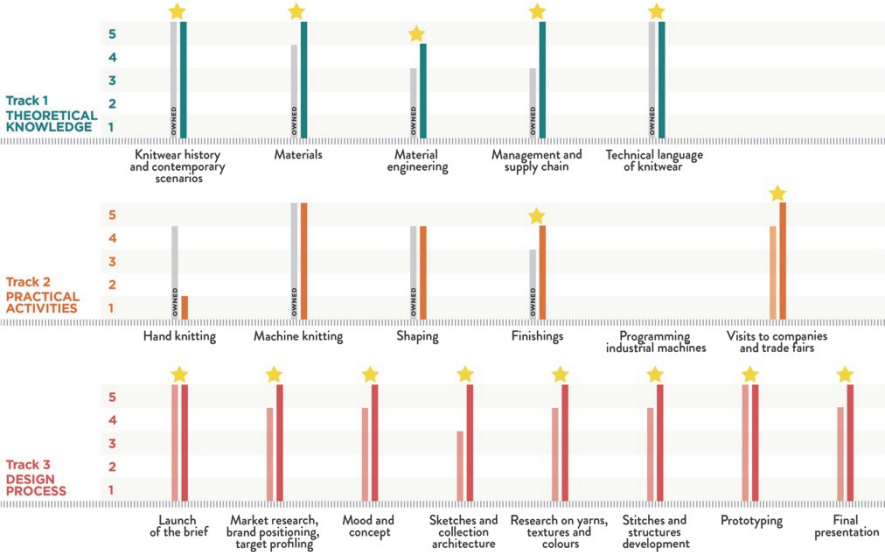 5
4
3
2
1
Track 1
THEORETICAL
KNOWLEDGE
OWNED
OWNED
OWNED
OWNED
OWNED
Knitwear history
and contemporary
scenarios
Materials
Material
engineering
Management and
supply chain
Technical language
of knitwear
5
4
3
2
1
Track 2
PRACTICAL
ACTIVITIES
OWNED
OWNED
OWNED
OWNED
Hand knitting
Machine knitting
Shaping
Finishings
Programming
industrial machines
Visits to companies
and trade fairs
5
4
3
2
1
Track 3
DESIGN
PROCESS
Launch
of the brief
Market research,
brand positioning,
target profiling
Mood and
concept
Sketches and
collection
architecture
Research on yarns,
textures and
colours
Stitches and
structures
development
Prototyping
Final
presentation